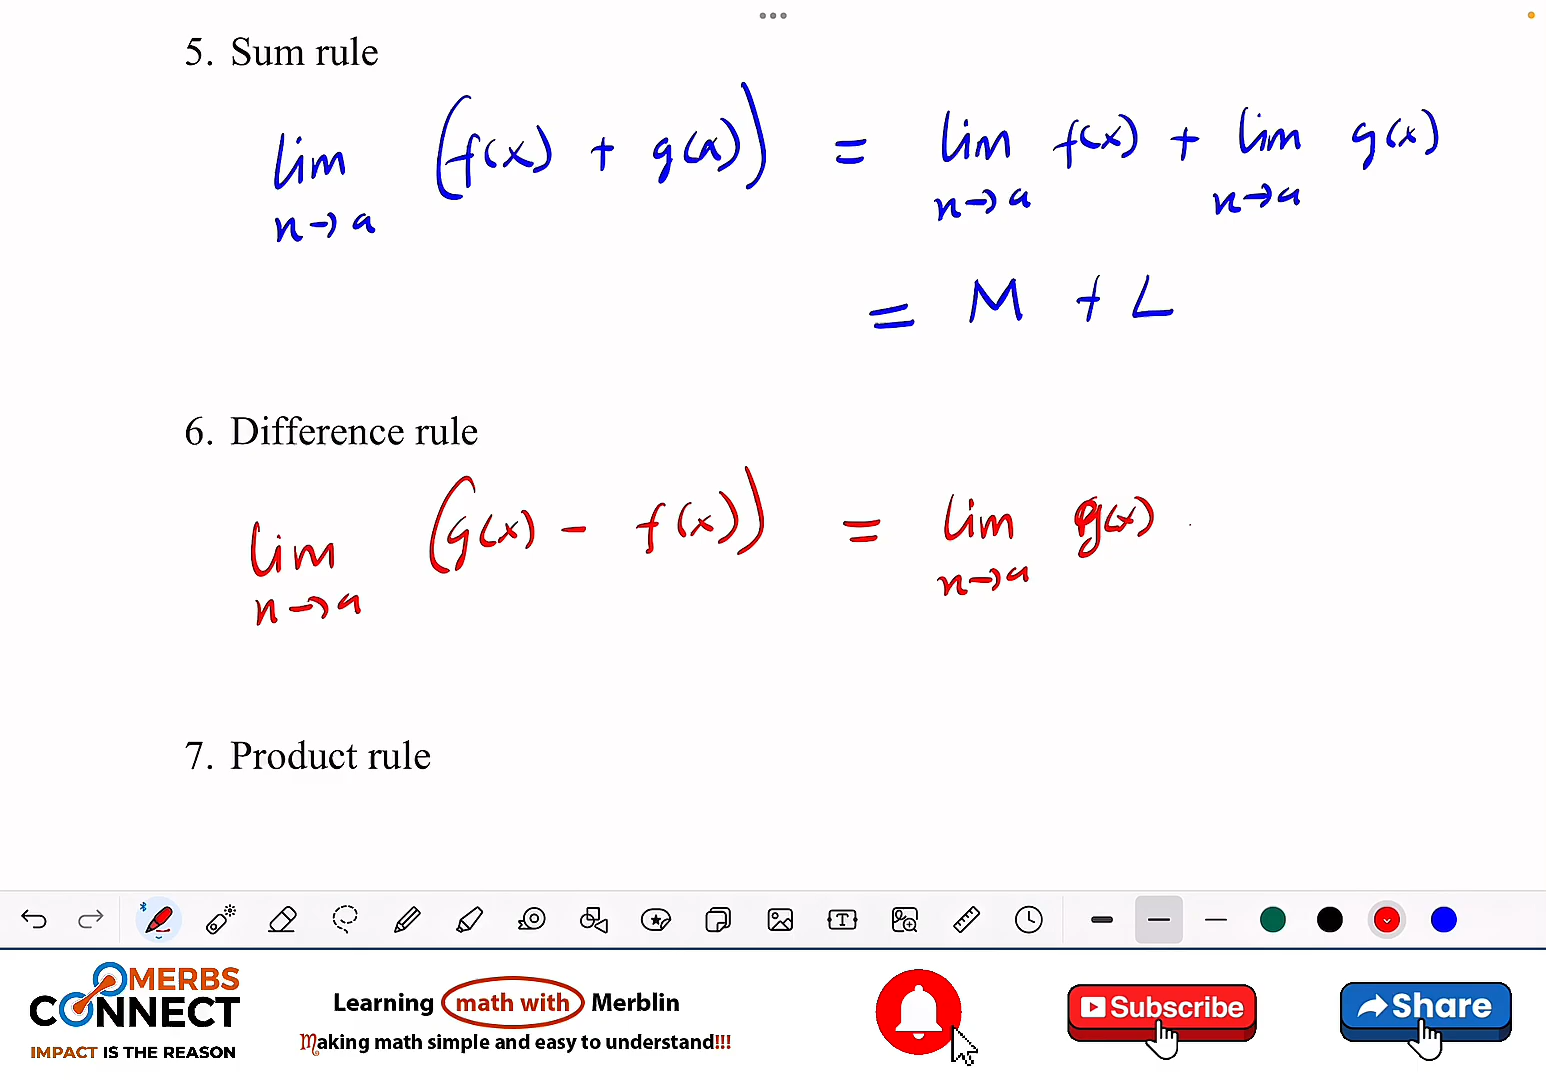 5. Sum rule
lim (f(x) + g(x)) = lim f(x) + lim g(x)
x→a x→a x→a
= M + L
6. Difference rule
lim (g(x) - f(x)) = lim g(x)
x→a x→a
7. Product rule
MERBS
CONNECT
IMPACT IS THE REASON
Learning math with Merblin
Making math simple and easy to understand!!!
Subscribe
Share